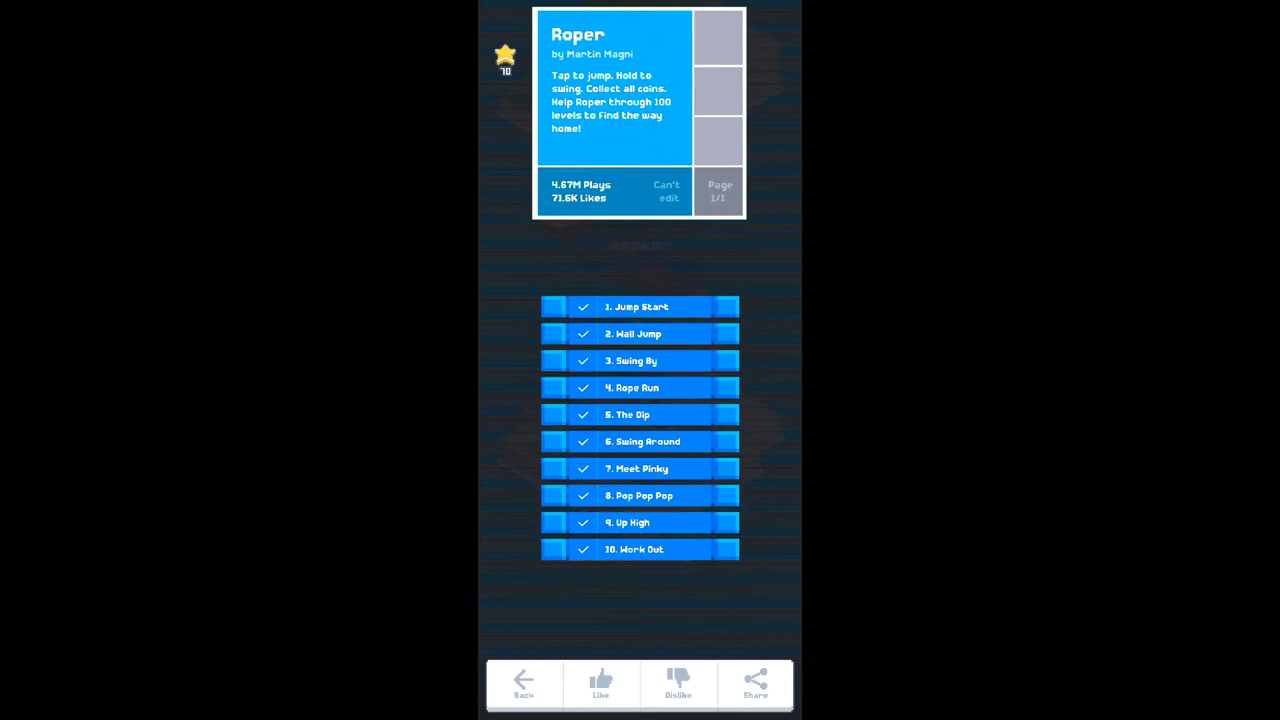 Roper
by Martin Magni
Tap to jump. Hold to
swing. Collect all coins.
Help Roper through 100
levels to find the way
home!
70
4.67M Plays
71.6K Likes
Can't
edit
Page
1/1
1. Jump Start
2. Wall Jump
3. Swing By
4. Rope Run
5. The Dip
6. Swing Around
7. Meet Pinky
8. Pop Pop Pop
9. Up High
10. Work Out
Back
Like
Dislike
Share